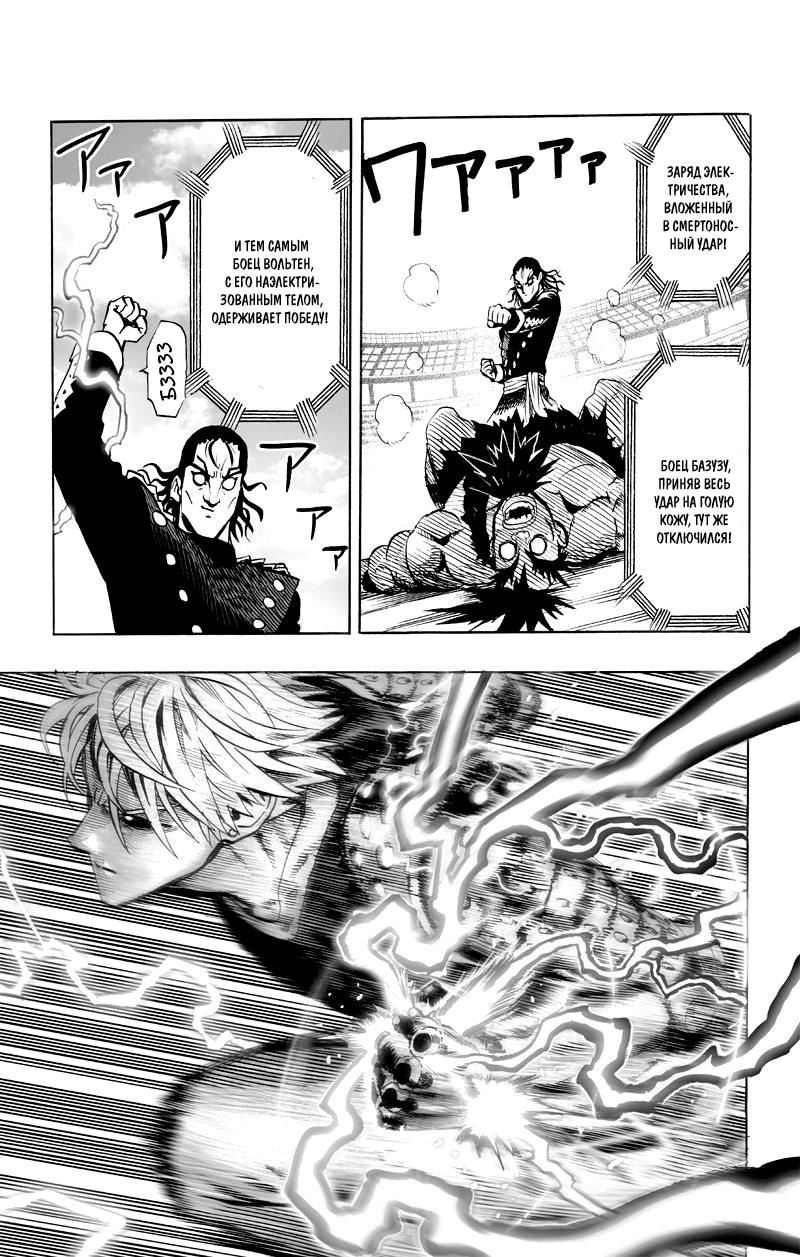 ワァァァァ
ЗАРЯД ЭЛЕК-
ТРИЧЕСТВА,
ВЛОЖЕННЫЙ
В СМЕРТОНОС-
НЫЙ УДАР!
БОЕЦ БАЗУЗУ,
ПРИНЯВ ВЕСЬ
УДАР НА ГОЛУЮ
КОЖУ, ТУТ ЖЕ
ОТКЛЮЧИЛСЯ!
アァァ
И ТЕМ САМЫМ
БОЕЦ ВОЛЬТЕН,
С ЕГО НАЭЛЕКТРИ-
ЗОВАННЫМ ТЕЛОМ,
ОДЕРЖИВАЕТ ПОБЕДУ!
БЗЗЗЗ
アァァ